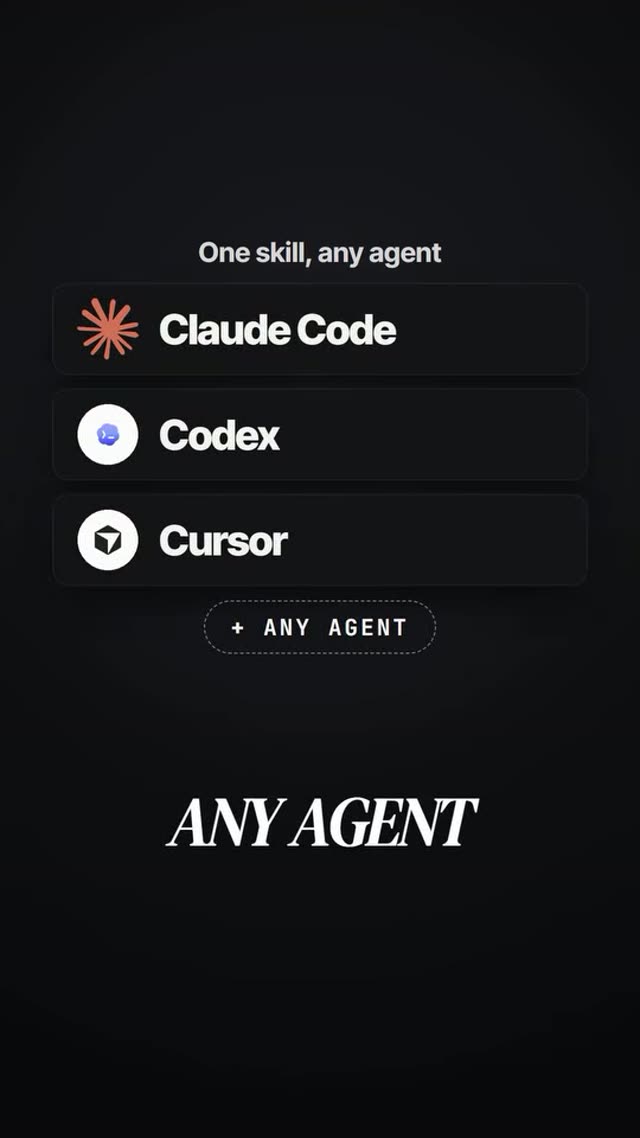 One skill, any agent
Claude Code
Codex
Cursor
+ ANY AGENT
ANY AGENT